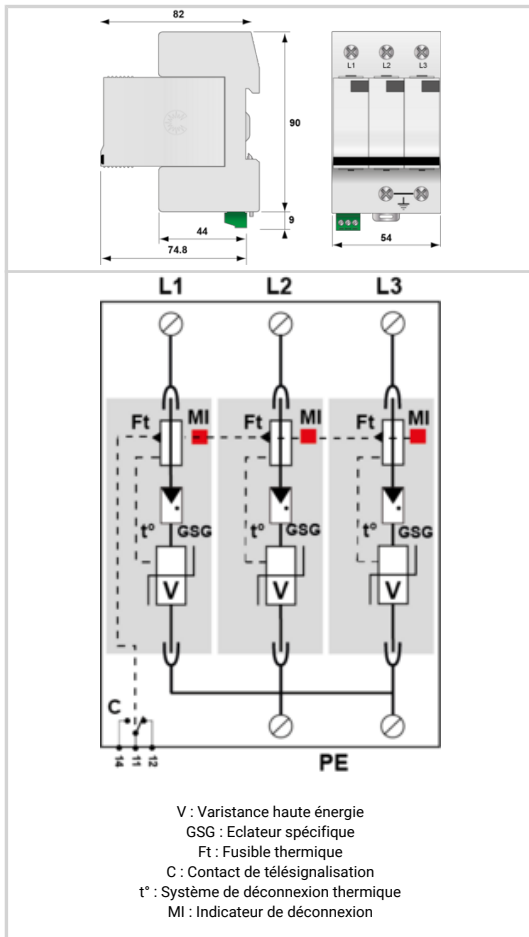 82
L1 L2 L3
90
9
44
74.8
54
L1 L2 L3
Ft MI Ft MI Ft MI
t° GSG t° GSG t° GSG
V V V
C
14 11 12
PE
V : Varistance haute énergie
GSG : Eclateur spécifique
Ft : Fusible thermique
C : Contact de télésignalisation
t° : Système de déconnexion thermique
MI : Indicateur de déconnexion